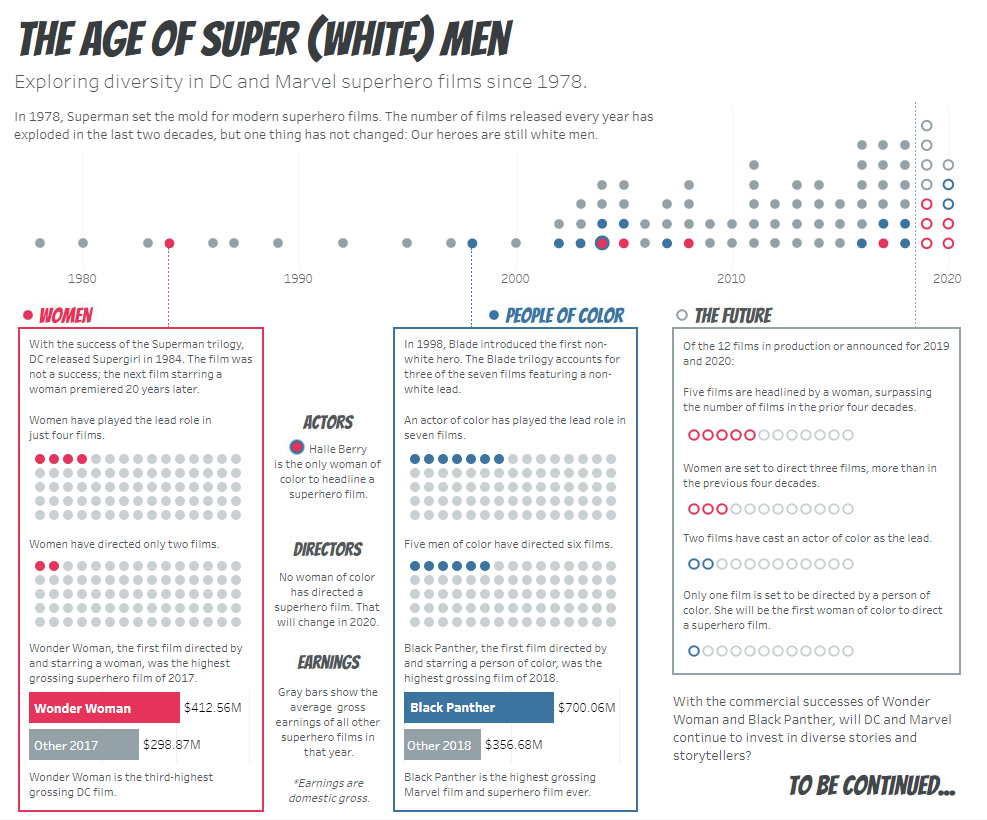 THE AGE OF SUPER (WHITE) MEN
Exploring diversity in DC and Marvel superhero films since 1978.
In 1978, Superman set the mold for modern superhero films. The number of films released every year has
exploded in the last two decades, but one thing has not changed: Our heroes are still white men.
1980
1990
2000
2010
2020
WOMEN
With the success of the Superman trilogy,
DC released Supergirl in 1984. The film was
not a success; the next film starring a
woman premiered 20 years later.
Women have played the lead role in
just four films.
Women have directed only two films.
Wonder Woman, the first film directed by
and starring a woman, was the highest
grossing superhero film of 2017.
Wonder Woman $412.56M
Other 2017 $298.87M
Wonder Woman is the third-highest
grossing DC film.
ACTORS
Halle Berry
is the only woman of
color to headline a
superhero film.
DIRECTORS
No woman of color
has directed a
superhero film. That
will change in 2020.
EARNINGS
Gray bars show the
average gross
earnings of all other
superhero films in
that year.
*Earnings are
domestic gross.
PEOPLE OF COLOR
In 1998, Blade introduced the first non-
white hero. The Blade trilogy accounts for
three of the seven films featuring a non-
white lead.
An actor of color has played the lead role in
seven films.
Five men of color have directed six films.
Black Panther, the first film directed by
and starring a person of color, was the
highest grossing film of 2018.
Black Panther $700.06M
Other 2018 $356.68M
Black Panther is the highest grossing
Marvel film and superhero film ever.
THE FUTURE
Of the 12 films in production or announced for 2019
and 2020:
Five films are headlined by a woman, surpassing
the number of films in the prior four decades.
Women are set to direct three films, more than in
the previous four decades.
Two films have cast an actor of color as the lead.
Only one film is set to be directed by a person of
color. She will be the first woman of color to direct
a superhero film.
With the commercial successes of Wonder
Woman and Black Panther, will DC and Marvel
continue to invest in diverse stories and
storytellers?
TO BE CONTINUED...